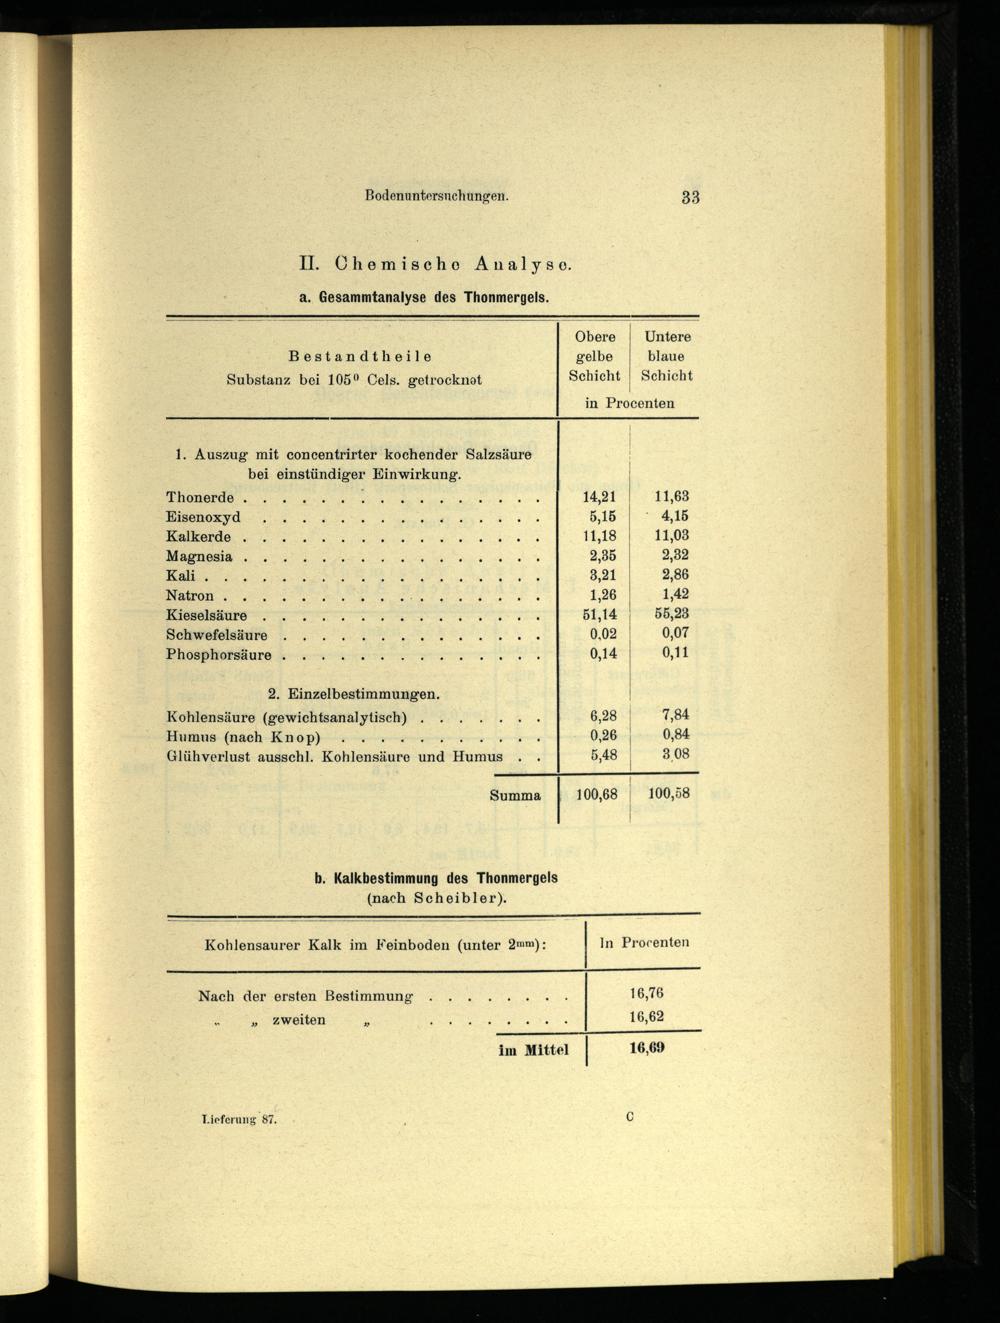 Bodenuntersuchungen. 33
II. Chemische Analyse.
a. Gesammtanalyse des Thonmergels.
Bestandtheile
Substanz bei 105⁰ Cels. getrocknet
Obere gelbe Schicht
Untere blaue Schicht
in Procenten
1. Auszug mit concentrirter kochender Salzsäure
bei einstündiger Einwirkung.
Thonerde . . . . . . . . . . . . . . . . 14,21 11,63
Eisenoxyd . . . . . . . . . . . . . . . 5,15 4,15
Kalkerde . . . . . . . . . . . . . . . . 11,18 11,03
Magnesia . . . . . . . . . . . . . . . . 2,35 2,32
Kali . . . . . . . . . . . . . . . . . . 3,21 2,86
Natron . . . . . . . . . . . . . . . . . 1,26 1,42
Kieselsäure . . . . . . . . . . . . . . . 51,14 55,23
Schwefelsäure . . . . . . . . . . . . . . 0,02 0,07
Phosphorsäure . . . . . . . . . . . . . . 0,14 0,11
2. Einzelbestimmungen.
Kohlensäure (gewichtsanalytisch) . . . . . . . 6,28 7,84
Humus (nach Knop) . . . . . . . . . . . 0,26 0,84
Glühverlust ausschl. Kohlensäure und Humus . . 5,48 3 08
Summa 100,68 100,58
b. Kalkbestimmung des Thonmergels
(nach Scheibler).
Kohlensaurer Kalk im Feinboden (unter 2mm): In Procenten
Nach der ersten Bestimmung . . . . . . . . 16,76
„ „ zweiten „ . . . . . . . . 16,62
im Mittel 16,69
Lieferung 87. C